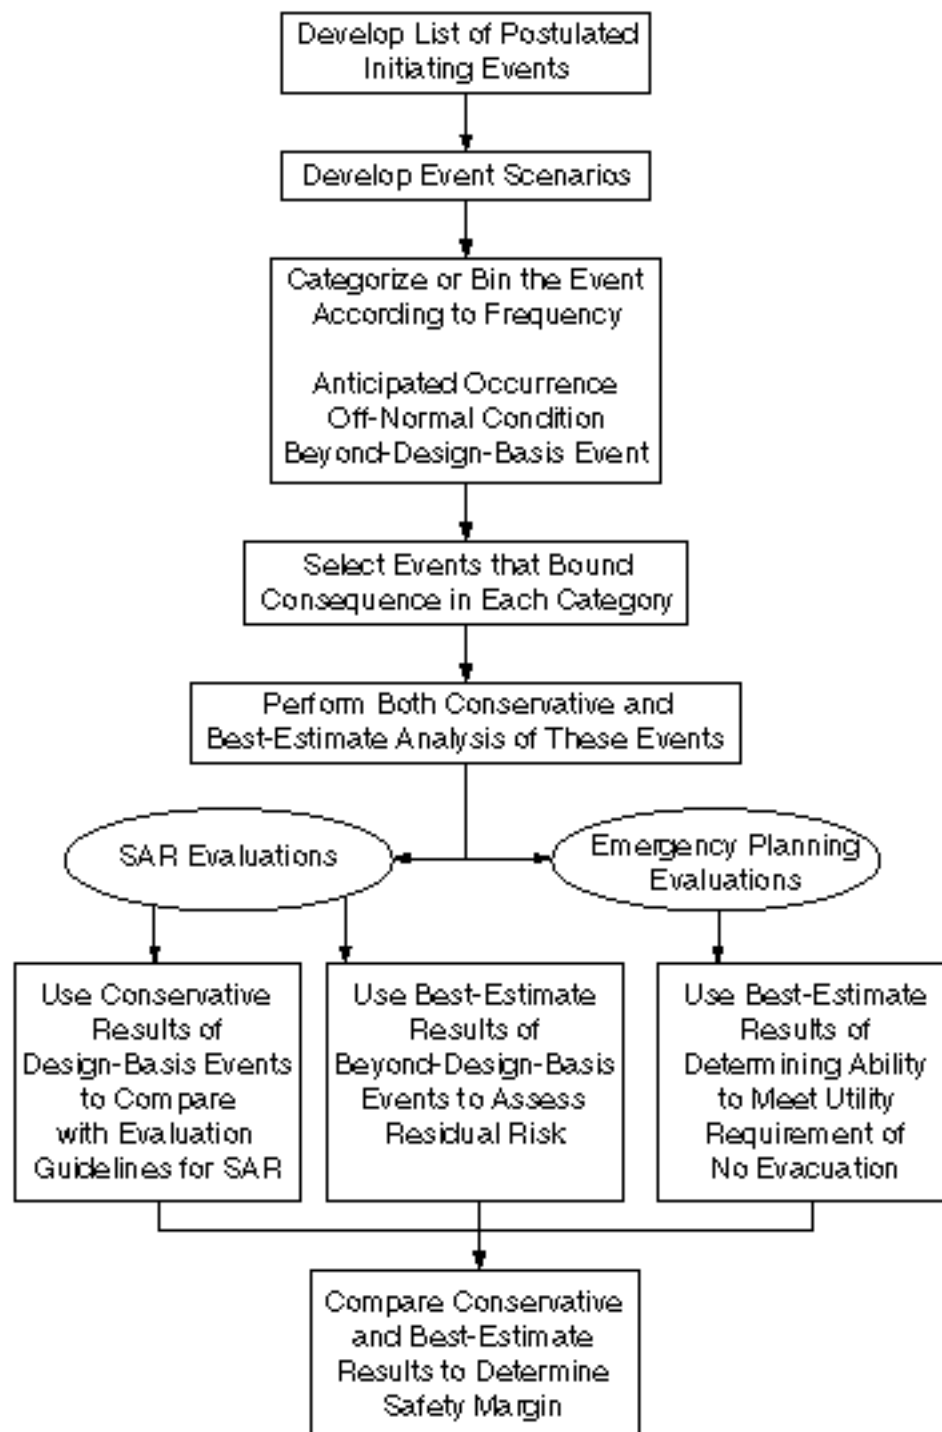 Develop List of Postulated
Initiating Events
Develop Event Scenarios
Categorize or Bin the Event
According to Frequency
Anticipated Occurrence
Off-Normal Condition
Beyond-Design-Basis Event
Select Events that Bound
Consequence in Each Category
Perform Both Conservative and
Best-Estimate Analysis of These Events
SAR Evaluations
Emergency Planning
Evaluations
Use Conservative
Results of
Design-Basis Events
to Compare
with Evaluation
Guidelines for SAR
Use Best-Estimate
Results of
Beyond-Design-Basis
Events to Assess
Residual Risk
Use Best-Estimate
Results of
Determining Ability
to Meet Utility
Requirement of
No Evacuation
Compare Conservative
and Best-Estimate
Results to Determine
Safety Margin